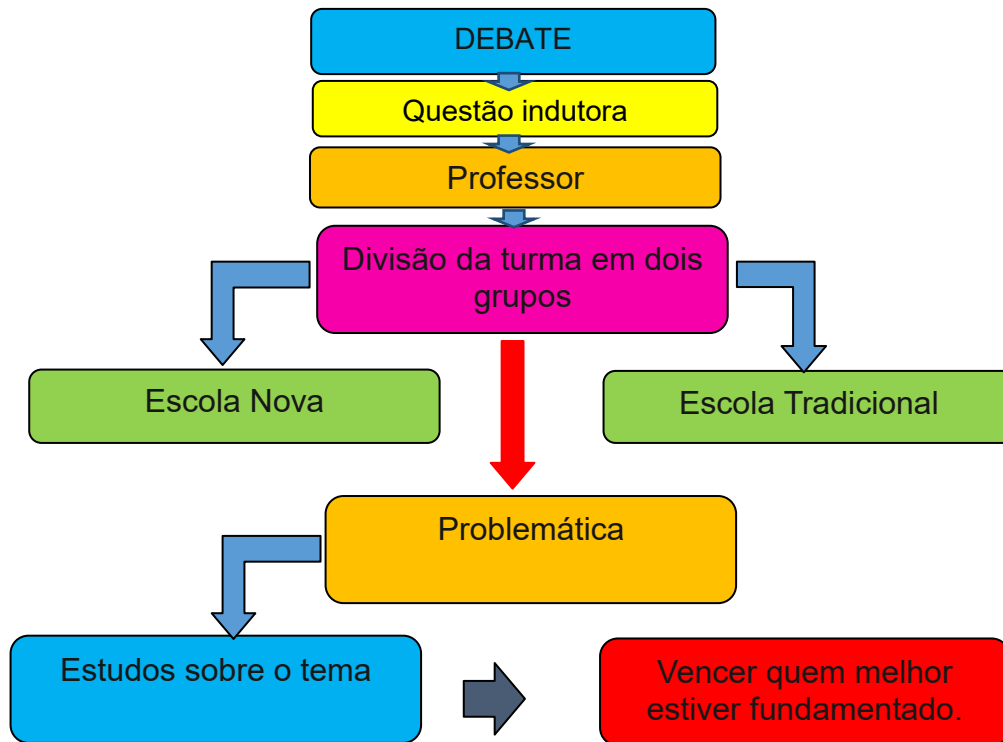 DEBATE
Questão indutora
Professor
Divisão da turma em dois
grupos
Escola Nova
Escola Tradicional
Problemática
Estudos sobre o tema
Vencer quem melhor
estiver fundamentado.